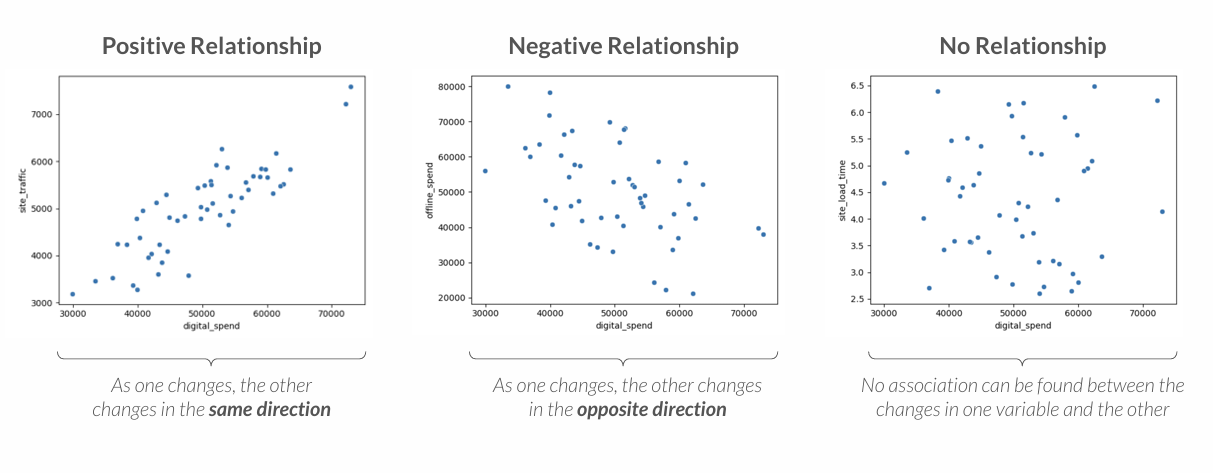 Positive Relationship
Negative Relationship
No Relationship
site_traffic
7000
6000
5000
4000
3000
30000 40000 50000 60000 70000
digital_spend
offline_spend
80000
70000
60000
50000
40000
30000
20000
30000 40000 50000 60000 70000
digital_spend
site_load_time
6.5
6.0
5.5
5.0
4.5
4.0
3.5
3.0
2.5
30000 40000 50000 60000 70000
digital_spend
As one changes, the other
changes in the same direction
As one changes, the other changes
in the opposite direction
No association can be found between the
changes in one variable and the other